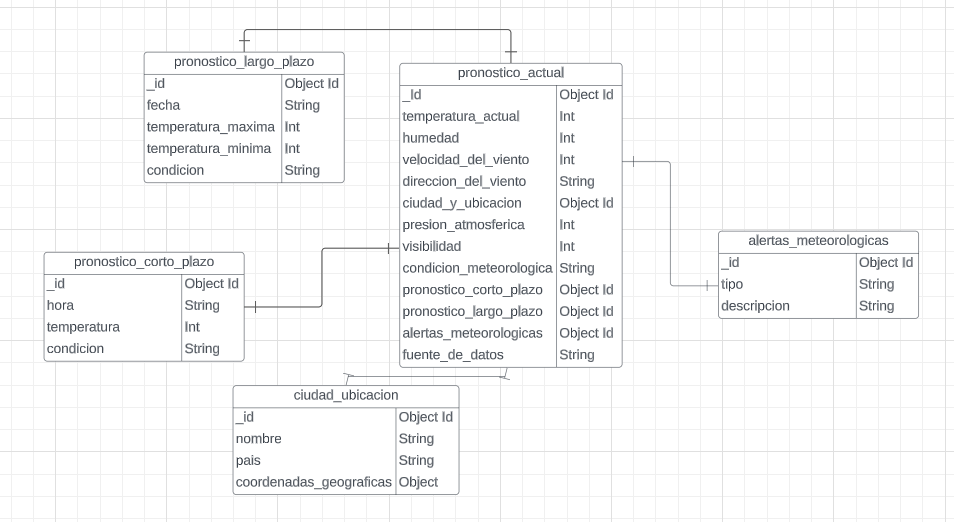 pronostico_largo_plazo
_id Object Id
fecha String
temperatura_maxima Int
temperatura_minima Int
condicion String
pronostico_actual
_Id Object Id
temperatura_actual Int
humedad Int
velocidad_del_viento Int
direccion_del_viento String
ciudad_y_ubicacion Object Id
presion_atmosferica Int
visibilidad Int
condicion_meteorologica String
pronostico_corto_plazo Object Id
pronostico_largo_plazo Object Id
alertas_meteorologicas Object Id
fuente_de_datos String
alertas_meteorologicas
_id Object Id
tipo String
descripcion String
pronostico_corto_plazo
_id Object Id
hora String
temperatura Int
condicion String
ciudad_ubicacion
_id Object Id
nombre String
pais String
coordenadas_geograficas Object